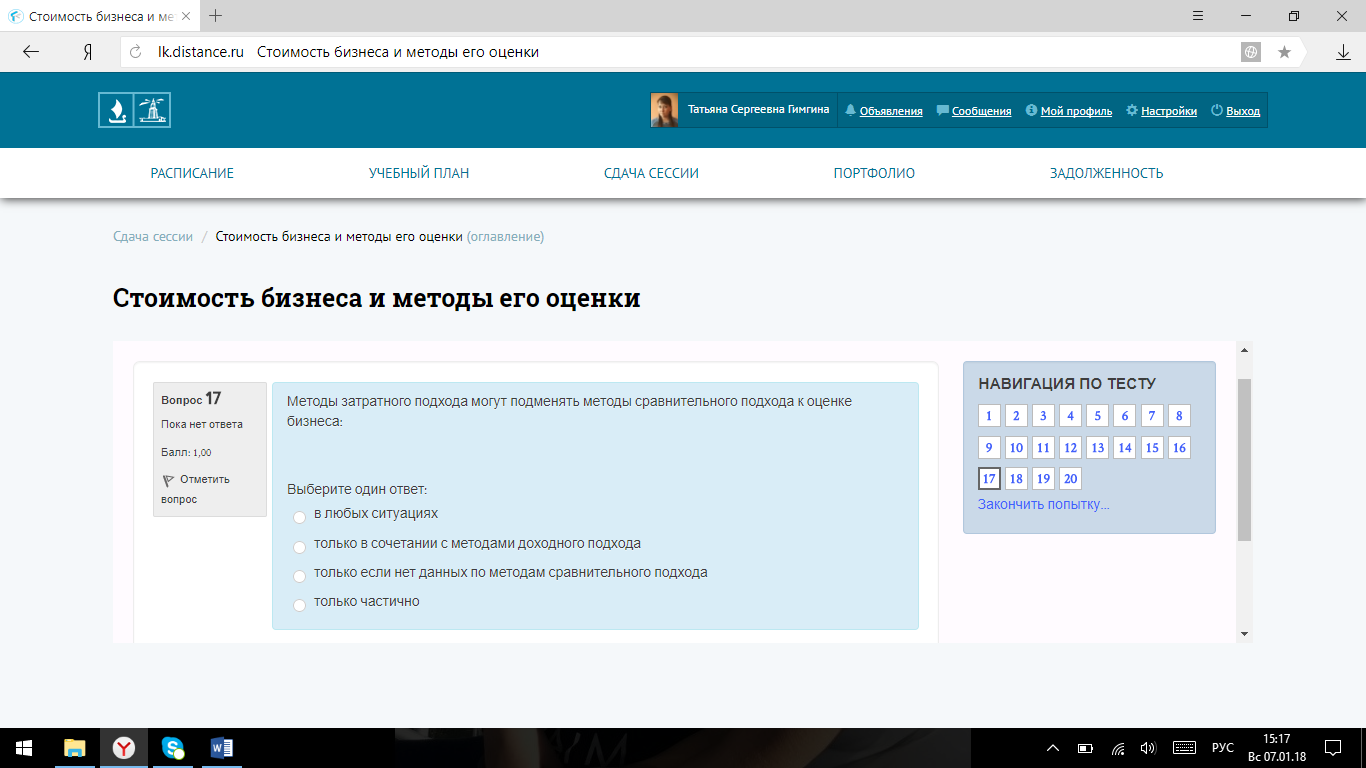 Стоимость бизнеса и ме
lk.distance.ru Стоимость бизнеса и методы его оценки
Татьяна Сергеевна Гимгина Объявления Сообщения Мой профиль Настройки Выход
РАСПИСАНИЕ УЧЕБНЫЙ ПЛАН СДАЧА СЕССИИ ПОРТФОЛИО ЗАДОЛЖЕННОСТЬ
Сдача сессии / Стоимость бизнеса и методы его оценки (оглавление)
Стоимость бизнеса и методы его оценки
Вопрос 17
Пока нет ответа
Балл: 1,00
Отметить
вопрос
Методы затратного подхода могут подменять методы сравнительного подхода к оценке
бизнеса:
Выберите один ответ:
в любых ситуациях
только в сочетании с методами доходного подхода
только если нет данных по методам сравнительного подхода
только частично
НАВИГАЦИЯ ПО ТЕСТУ
1 2 3 4 5 6 7 8
9 10 11 12 13 14 15 16
17 18 19 20
Закончить попытку...
РУС
15:17
Вс 07.01.18